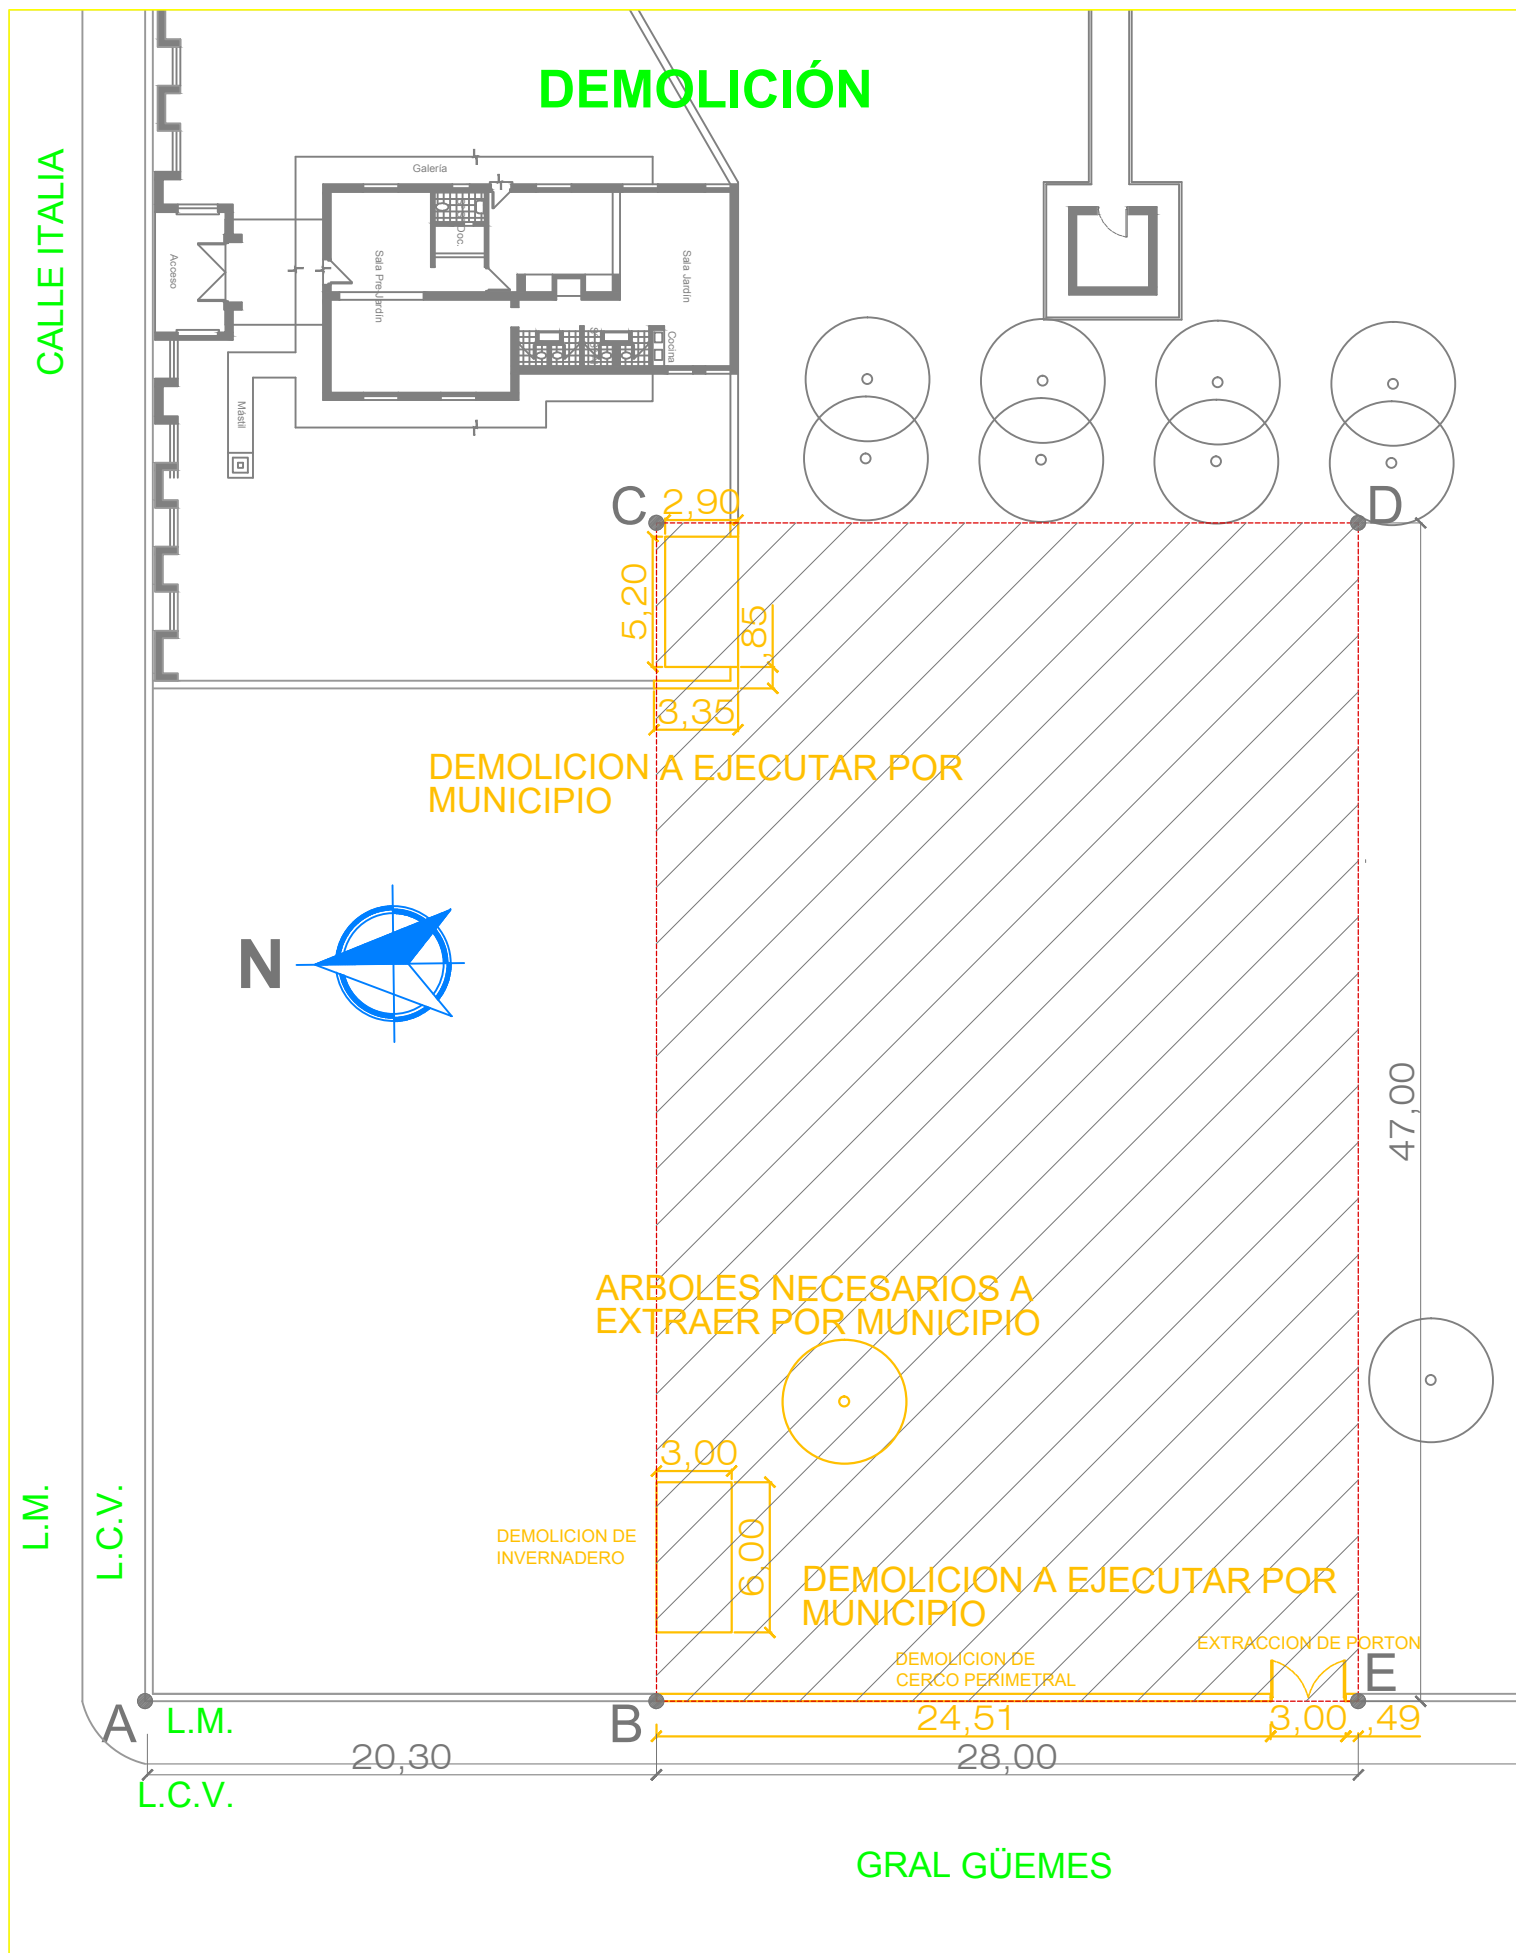 DEMOLICIÓN
CALLE ITALIA
Galería
Acceso
Sala Pre-Jardín
Doc.
Sala Jardín
Cocina
Mástil
C
2,90
D
5,20
,85
3,35
DEMOLICION A EJECUTAR POR
MUNICIPIO
N
47,00
ARBOLES NECESARIOS A
EXTRAER POR MUNICIPIO
3,00
L.M.
L.C.V.
DEMOLICION DE
INVERNADERO
6,00
DEMOLICION A EJECUTAR POR
MUNICIPIO
EXTRACCION DE PORTON
DEMOLICION DE
CERCO PERIMETRAL
E
A
L.M.
B
24,51
3,00
,49
20,30
28,00
L.C.V.
GRAL GÜEMES